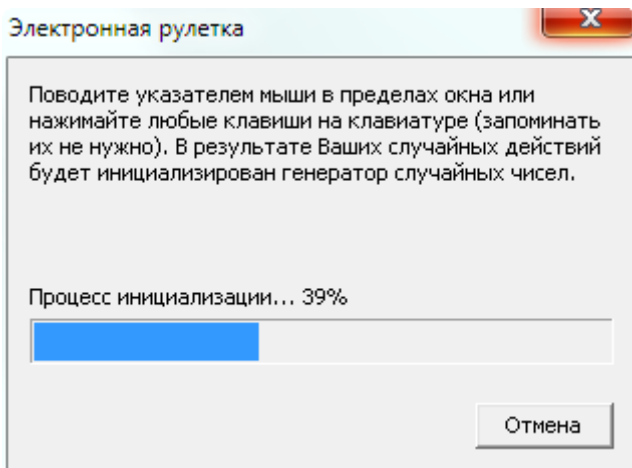 Электронная рулетка
Поводите указателем мыши в пределах окна или
нажимайте любые клавиши на клавиатуре (запоминать
их не нужно). В результате Ваших случайных действий
будет инициализирован генератор случайных чисел.
Процесс инициализации... 39%
Отмена